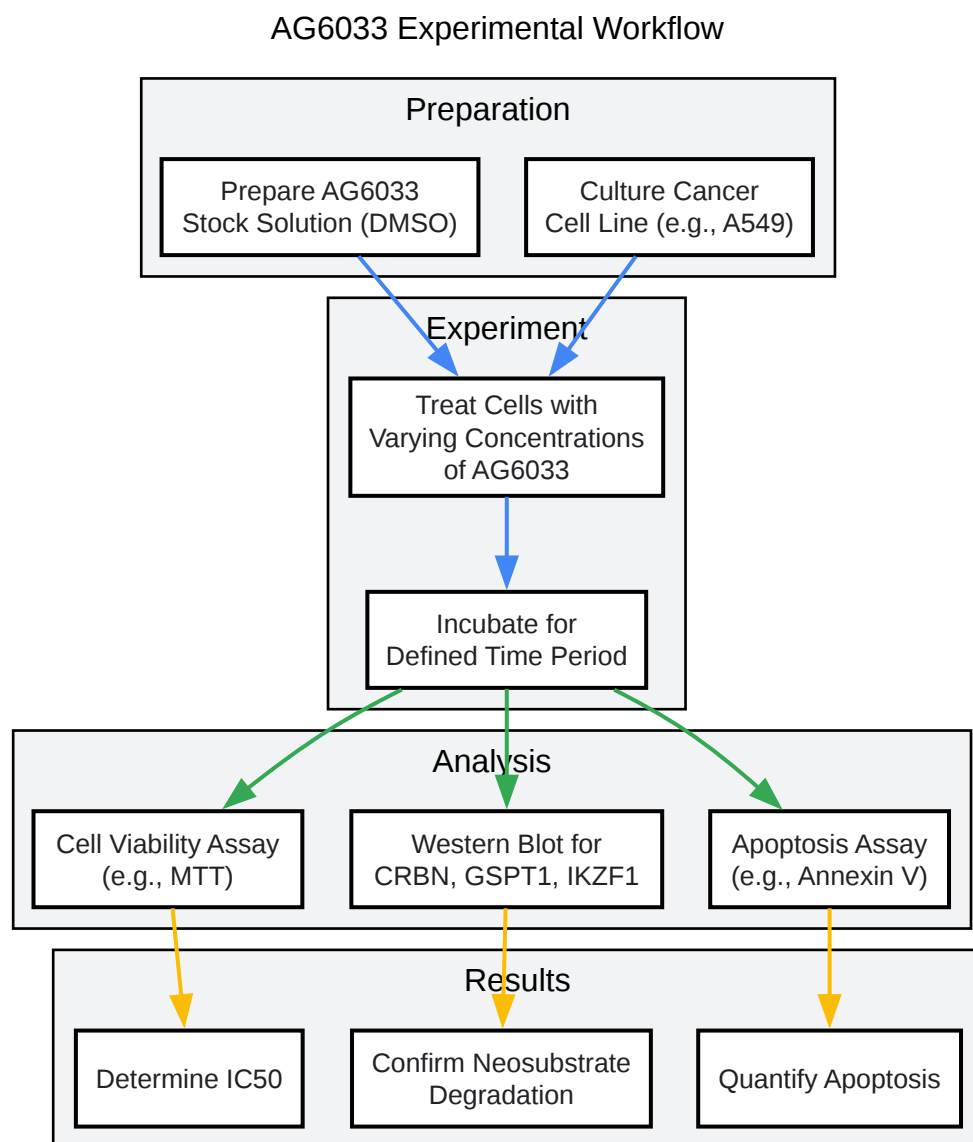 AG6033 Experimental Workflow
Preparation
Prepare AG6033
Stock Solution (DMSO)
Culture Cancer
Cell Line (e.g., A549)
Experiment
Treat Cells with
Varying Concentrations
of AG6033
Incubate for
Defined Time Period
Analysis
Cell Viability Assay
(e.g., MTT)
Western Blot for
CRBN, GSPT1, IKZF1
Apoptosis Assay
(e.g., Annexin V)
Results
Determine IC50
Confirm Neosubstrate
Degradation
Quantify Apoptosis